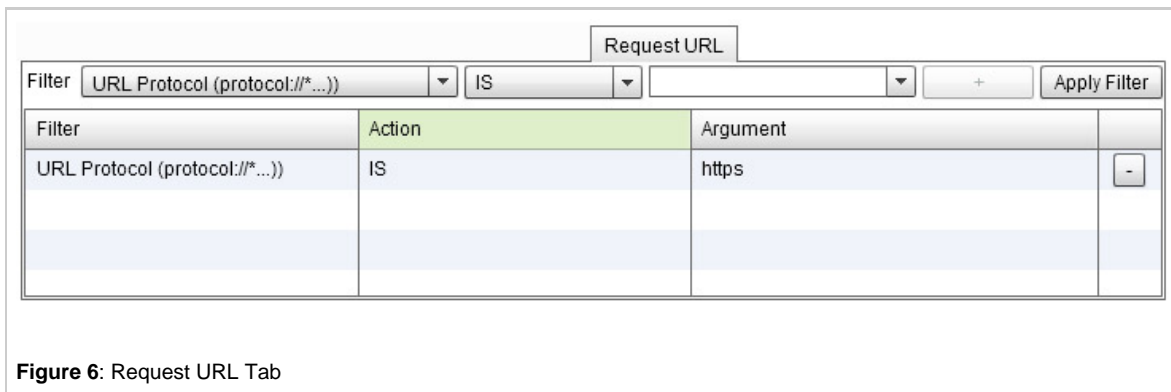 Request URL
Filter URL Protocol (protocol://*...)) IS + Apply Filter
Filter Action Argument
URL Protocol (protocol://*...)) IS https -
Figure 6: Request URL Tab